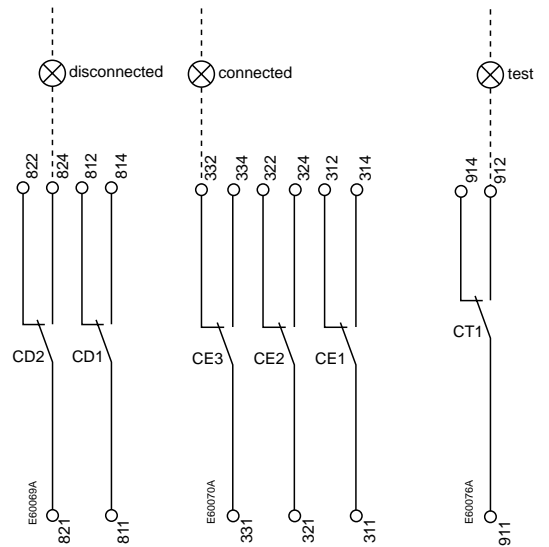 disconnected
connected
test
822
824
812
814
332
334
322
324
312
314
914
912
CD2
CD1
CE3
CE2
CE1
CT1
E60069A
821
811
E60070A
331
321
311
E60076A
911